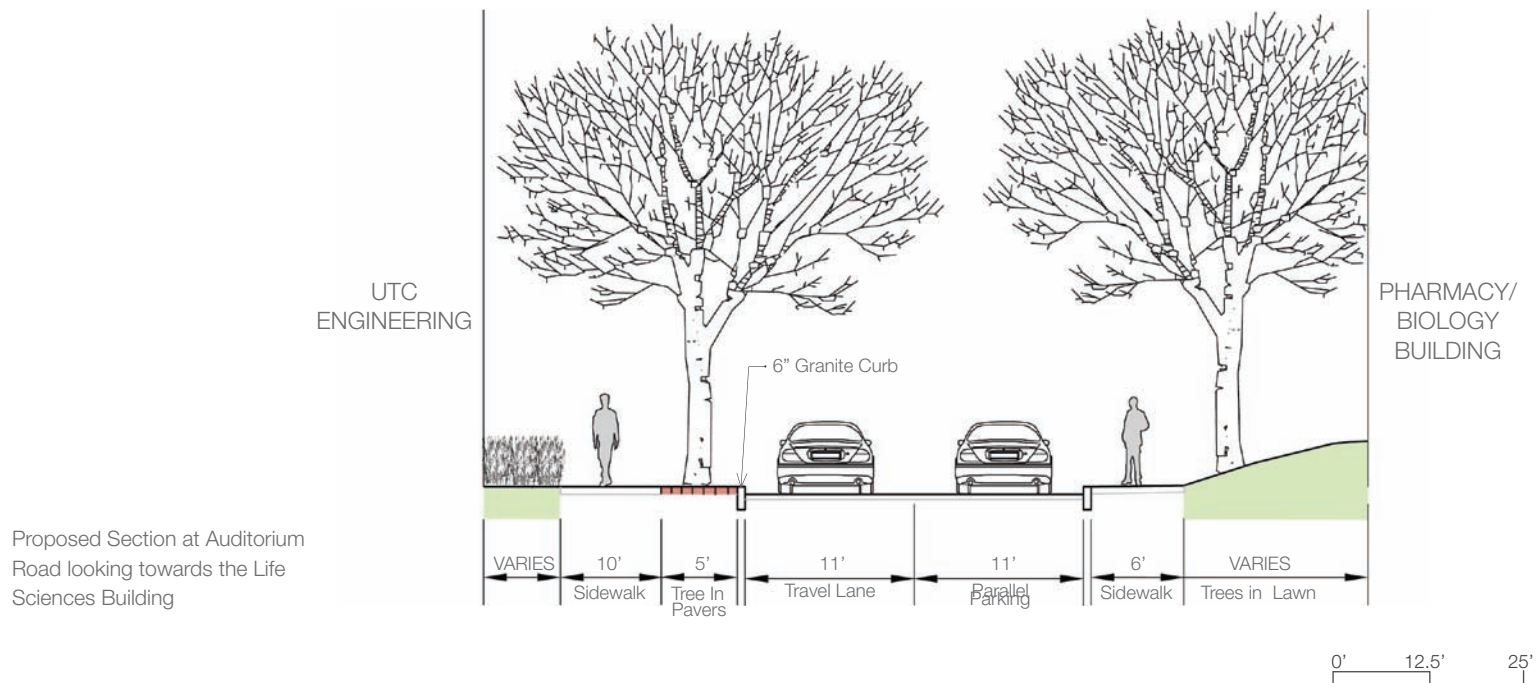 UTC
ENGINEERING
PHARMACY/
BIOLOGY
BUILDING
6” Granite Curb
Proposed Section at Auditorium
Road looking towards the Life
Sciences Building
VARIES
10’
Sidewalk
5’
Tree In
Pavers
11’
Travel Lane
11’
Parallel
Parking
6’
Sidewalk
VARIES
Trees in Lawn
0’ 12.5’ 25’